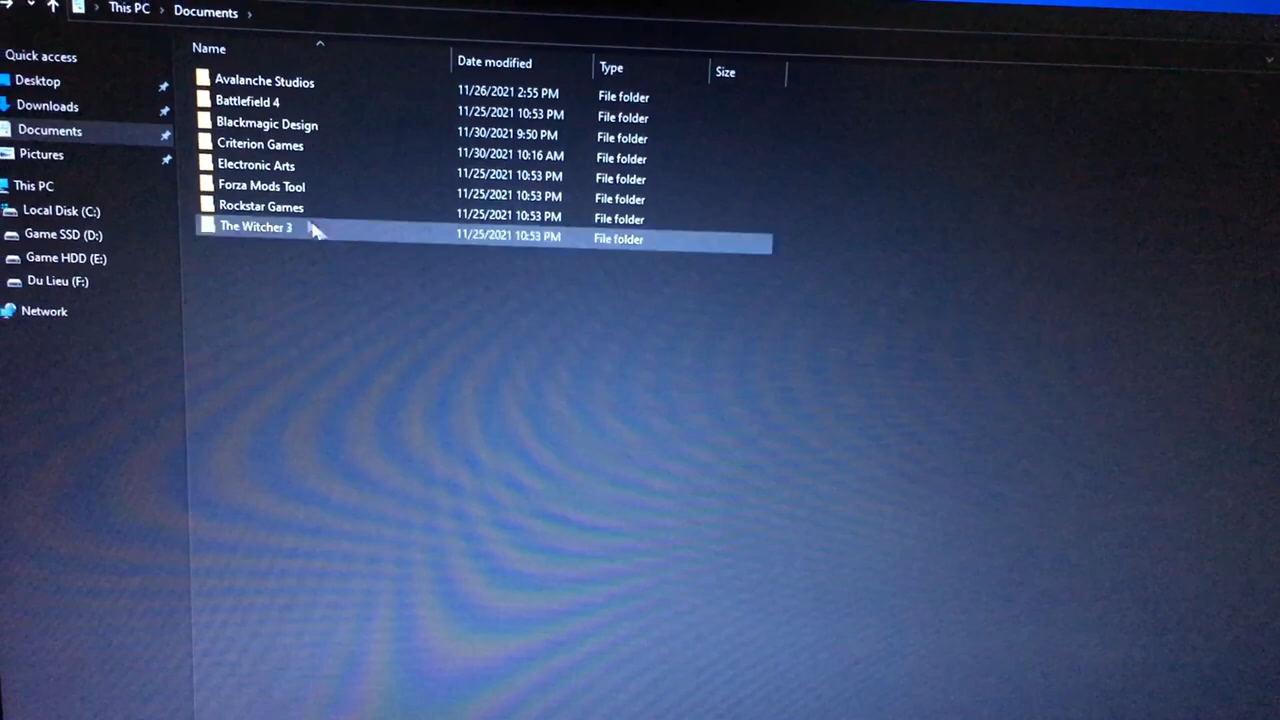 This PC > Documents >
Quick access
Desktop
Downloads
Documents
Pictures
This PC
Local Disk (C:)
Game SSD (D:)
Game HDD (E:)
Du Lieu (F:)
Network
Name Date modified Type Size
Avalanche Studios 11/26/2021 2:55 PM File folder
Battlefield 4 11/25/2021 10:53 PM File folder
Blackmagic Design 11/30/2021 9:50 PM File folder
Criterion Games 11/30/2021 10:16 AM File folder
Electronic Arts 11/25/2021 10:53 PM File folder
Forza Mods Tool 11/25/2021 10:53 PM File folder
Rockstar Games 11/25/2021 10:53 PM File folder
The Witcher 3 11/25/2021 10:53 PM File folder